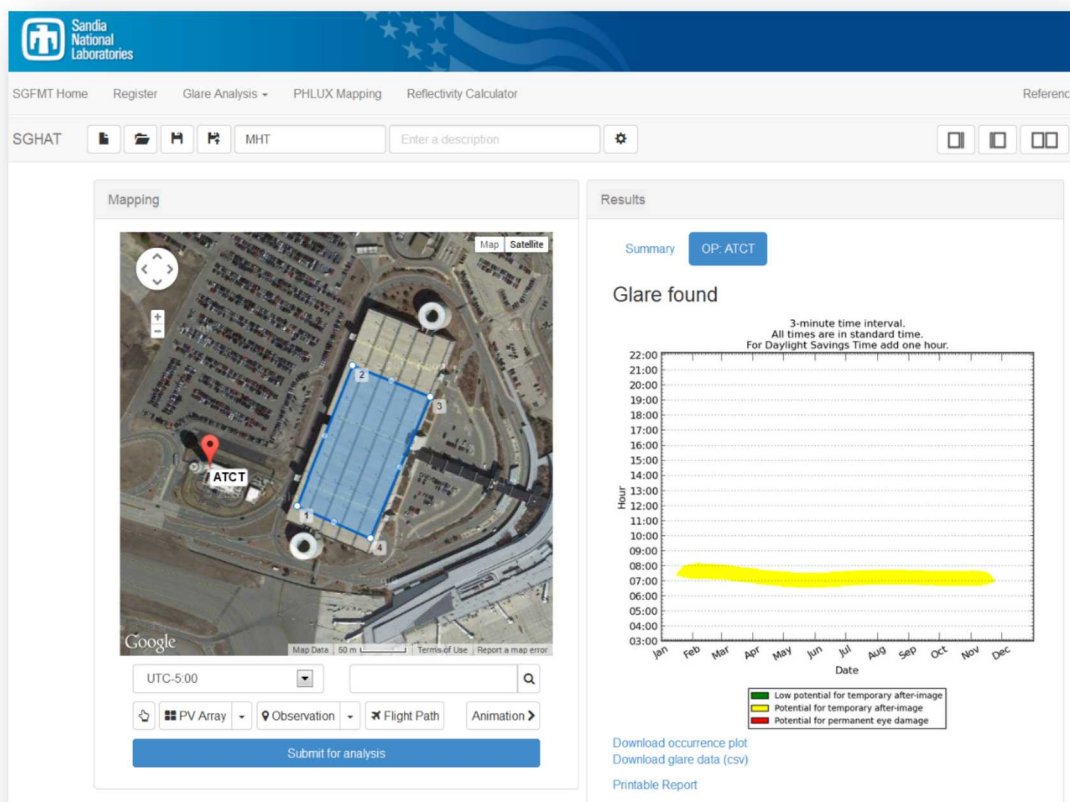 Sandia
National
Laboratories
SGFMT Home Register Glare Analysis PHLUX Mapping Reflectivity Calculator Referenc
SGHAT MHT Enter a description
Mapping
Map Satellite
2
3
ATCT
1
4
Google
Map Data 50 m Terms of Use Report a map error
UTC-5:00
PV Array Observation Flight Path Animation
Submit for analysis
Results
Summary OP: ATCT
Glare found
3-minute time interval.
All times are in standard time.
For Daylight Savings Time add one hour.
22:00
21:00
20:00
19:00
18:00
17:00
16:00
15:00
14:00
13:00
12:00
11:00
10:00
09:00
08:00
07:00
06:00
05:00
04:00
03:00
Hour
Jan Feb Mar Apr May Jun Jul Aug Sep Oct Nov Dec
Date
Low potential for temporary after-image
Potential for temporary after-image
Potential for permanent eye damage
Download occurrence plot
Download glare data (csv)
Printable Report